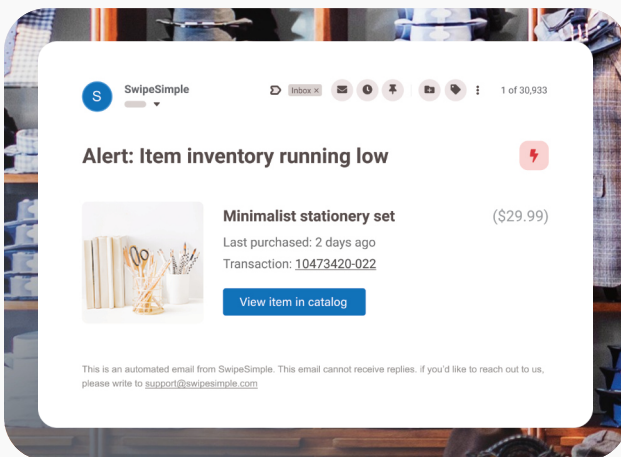 S
SwipeSimple
Inbox ×
1 of 30,933
Alert: Item inventory running low
Minimalist stationery set
($29.99)
Last purchased: 2 days ago
Transaction: 10473420-022
View item in catalog
This is an automated email from SwipeSimple. This email cannot receive replies. if you'd like to reach out to us,
please write to support@swipesimple.com